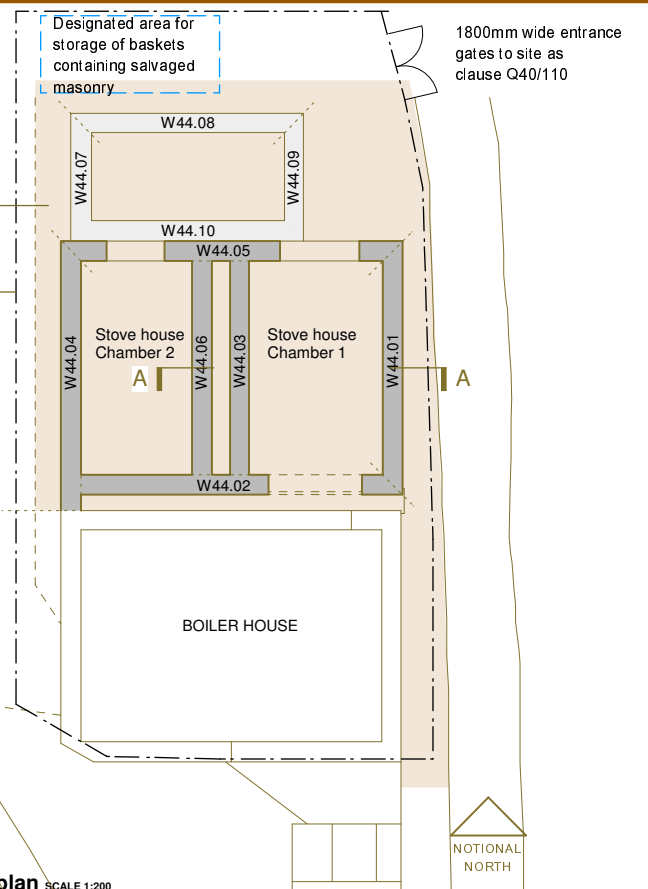 Designated area for
storage of baskets
containing salvaged
masonry
1800mm wide entrance
gates to site as
clause Q40/110
W44.08
W44.07
W44.09
W44.10
W44.05
W44.04
Stove house
Chamber 2
W44.06
W44.03
Stove house
Chamber 1
W44.01
A
A
W44.02
BOILER HOUSE
NOTIONAL
NORTH
plan SCALE 1:200